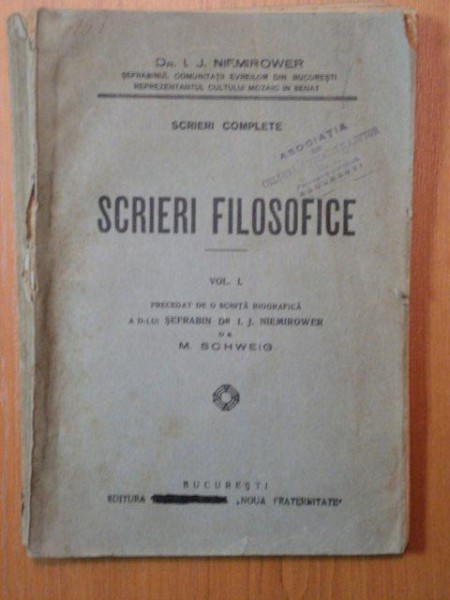 Dr. I. J. NIEMIROWER
ȘEFRABINUL COMUNITĂȚII EVREILOR DIN BUCUREȘTI
REPREZENTANTUL CULTULUI MOZAIC IN SENAT
SCRIERI COMPLETE
ASOCIAȚIA
SCRIERI FILOSOFICE
VOL. I.
PRECEDAT DE O SCHIȚĂ BIOGRAFICĂ
A D-LUI ȘEFRABIN DR I. J. NIEMIROWER
DE
M. SCHWEIG
BUCUREȘTI
EDITURA „NOUA FRATERNITATE"